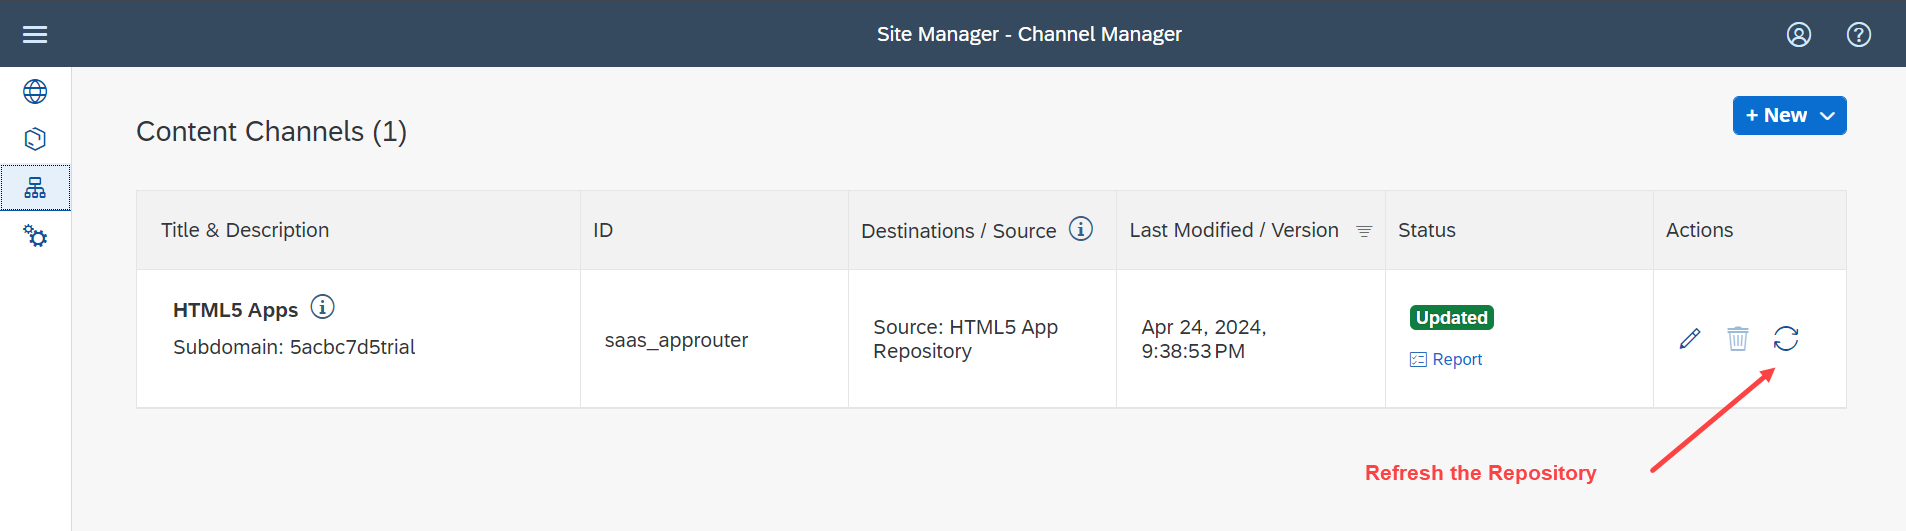 Site Manager - Channel Manager
Content Channels (1)
+ New
Title & Description
ID
Destinations / Source
Last Modified / Version
Status
Actions
HTML5 Apps
Subdomain: 5acbc7d5trial
saas_approuter
Source: HTML5 App
Repository
Apr 24, 2024,
9:38:53 PM
Updated
Report
Refresh the Repository